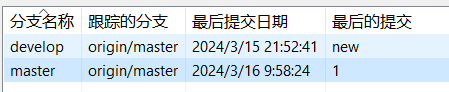 分支名称 跟踪的分支 最后提交日期 最后的提交
develop origin/master 2024/3/15 21:52:41 new
master origin/master 2024/3/16 9:58:24 1